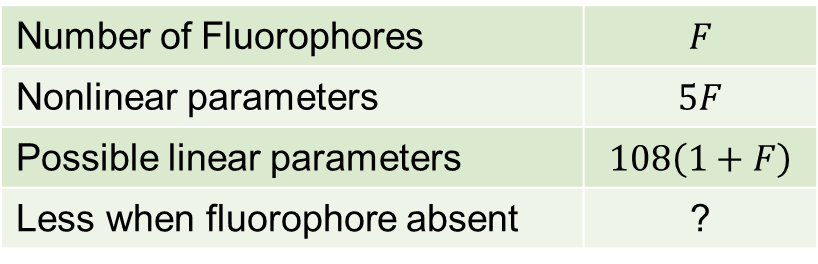 Number of Fluorophores F
Nonlinear parameters 5F
Possible linear parameters 108(1 + F)
Less when fluorophore absent ?